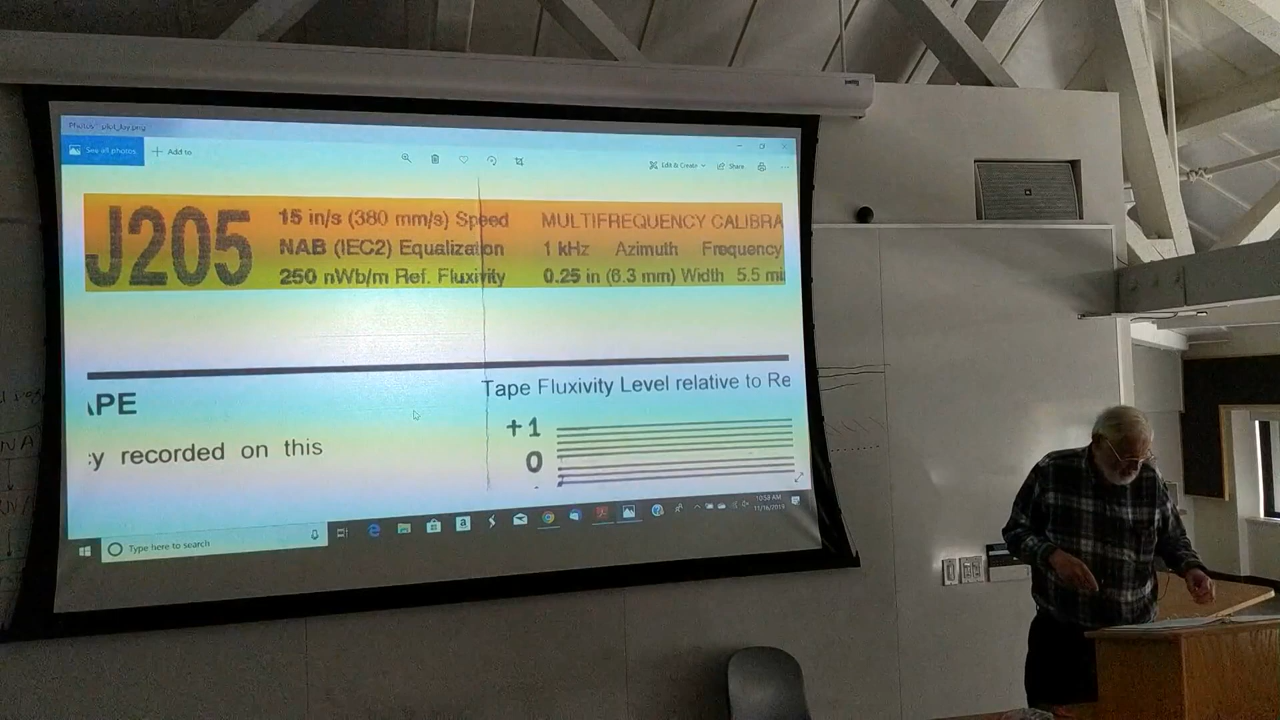 Photos - pilot_jay.png
See all photos
Add to
Edit & Create
Share
J205
15 in/s (380 mm/s) Speed
NAB (IEC2) Equalization
250 nWb/m Ref. Fluxivity
MULTIFREQUENCY CALIBRA
1 kHz Azimuth Frequency
0.25 in (6.3 mm) Width 5.5 mi
APE
y recorded on this
Tape Fluxivity Level relative to Re
+1
0
Type here to search
10:58 AM